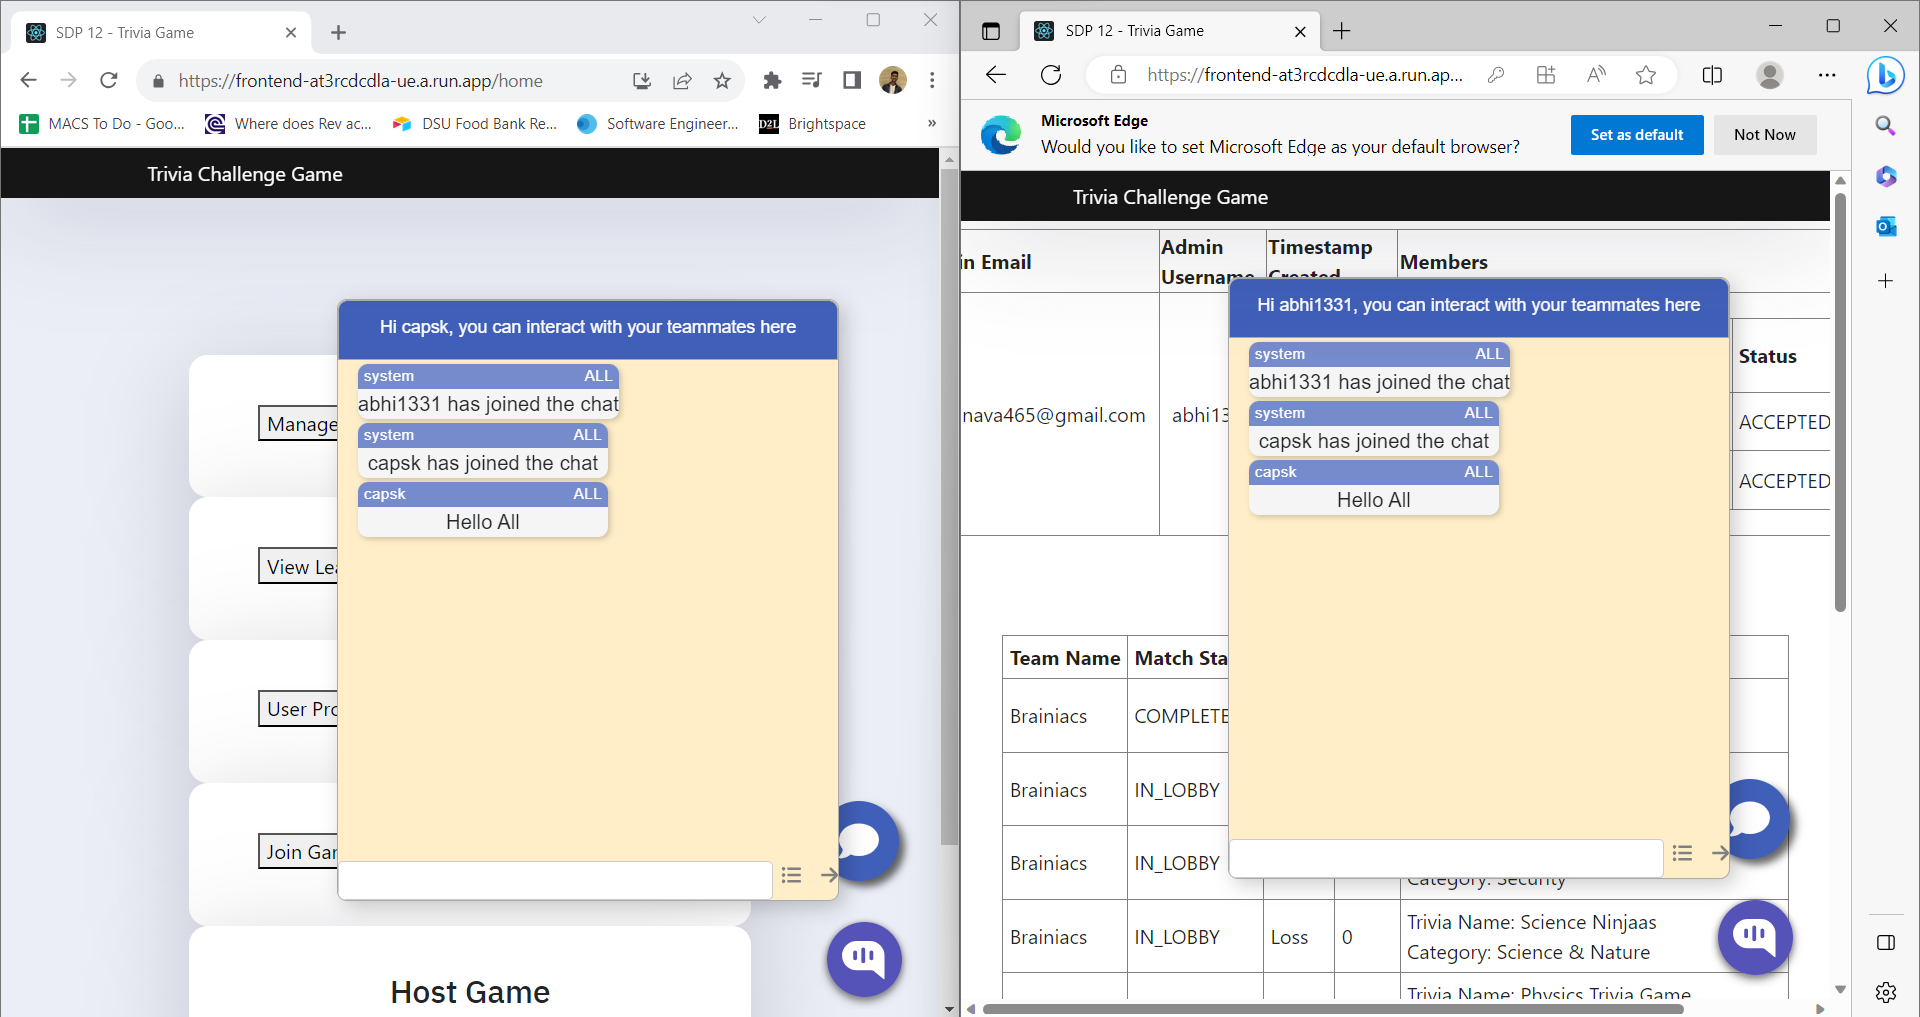 SDP 12 - Trivia Game
https://frontend-at3rcdcdla-ue.a.run.app/home
MACS To Do - Goo...
Where does Rev ac...
DSU Food Bank Re...
Software Engineer...
D2L
Brightspace
»
Trivia Challenge Game
Manage
View Lea
User Pro
Join Gar
Host Game
Hi capsk, you can interact with your teammates here
system ALL
abhi1331 has joined the chat
system ALL
capsk has joined the chat
capsk ALL
Hello All
SDP 12 - Trivia Game
https://frontend-at3rcdcdla-ue.a.run.ap...
Microsoft Edge
Would you like to set Microsoft Edge as your default browser?
Set as default
Not Now
Trivia Challenge Game
in Email
Admin Username
Timestamp Created
Members
nava465@gmail.com
abhi13
Status
ACCEPTED
ACCEPTED
Hi abhi1331, you can interact with your teammates here
system ALL
abhi1331 has joined the chat
system ALL
capsk has joined the chat
capsk ALL
Hello All
Team Name Match Sta
Brainiacs COMPLETE
Brainiacs IN_LOBBY
Brainiacs IN_LOBBY
Category: Security
Brainiacs IN_LOBBY Loss 0
Trivia Name: Science Ninjaas
Category: Science & Nature
Trivia Name: Physics Trivia Game